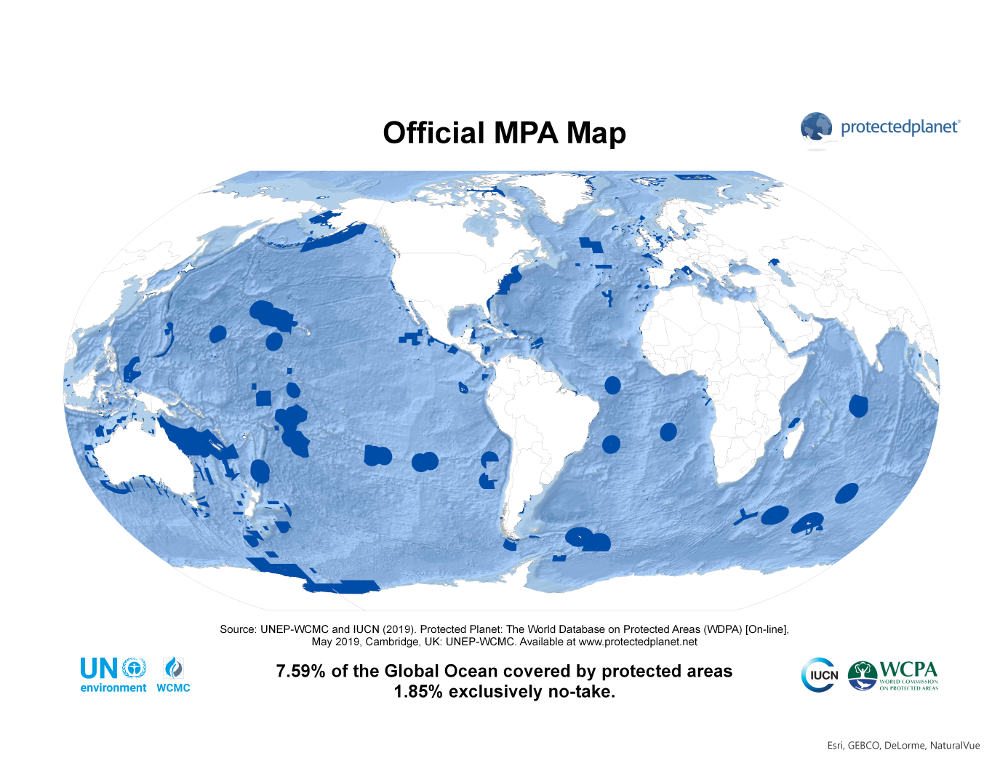 Official MPA Map
protectedplanet®
Source: UNEP-WCMC and IUCN (2019). Protected Planet: The World Database on Protected Areas (WDPA) [On-line],
May 2019, Cambridge, UK: UNEP-WCMC. Available at www.protectedplanet.net
UN
environment
WCMC
7.59% of the Global Ocean covered by protected areas
1.85% exclusively no-take.
IUCN
WCPA
WORLD COMMISSION
ON PROTECTED AREAS
Esri, GEBCO, DeLorme, NaturalVue